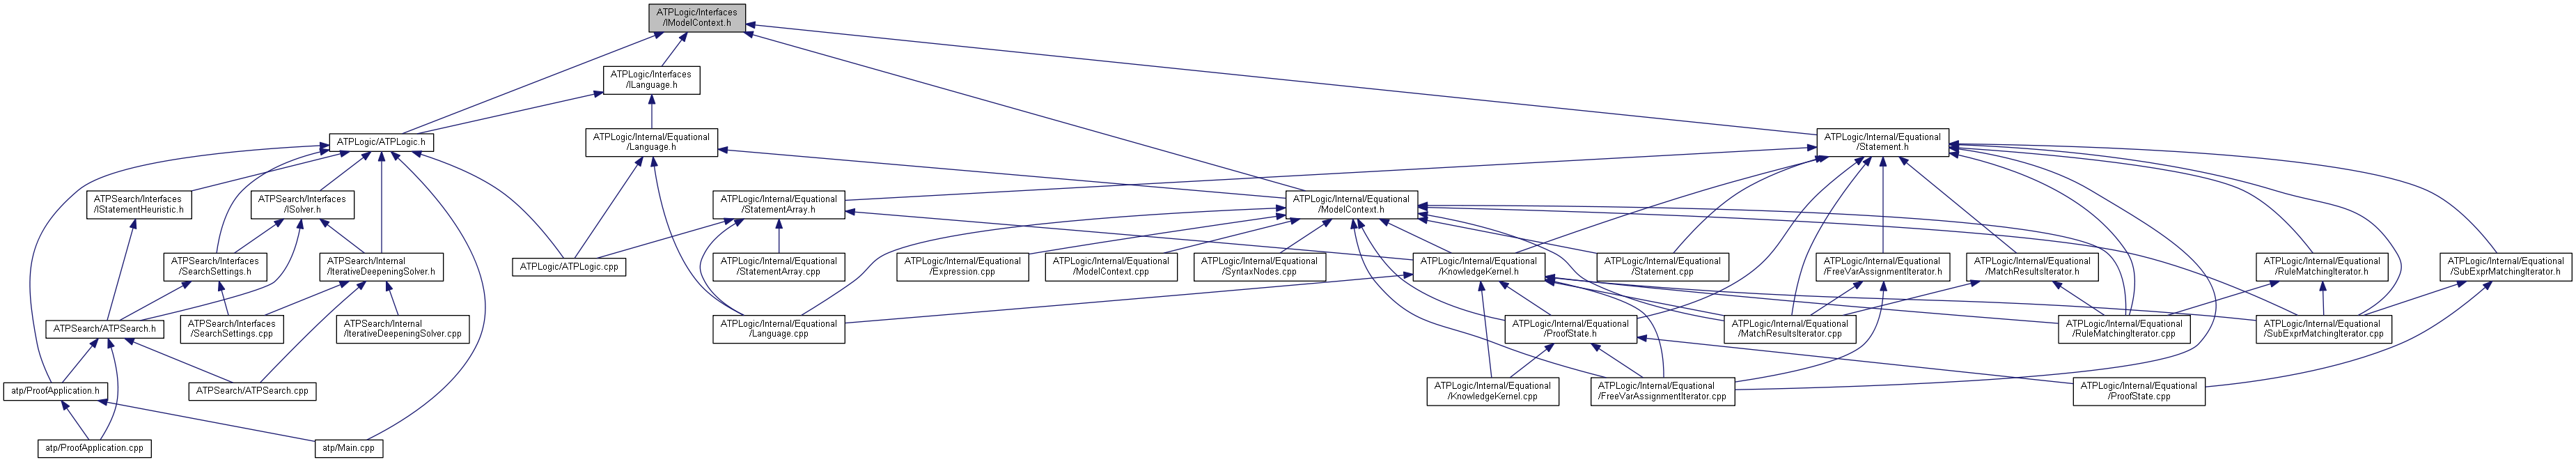 ATPLogic/Interfaces
/IModelContext.h
ATPLogic/Interfaces
/ILanguage.h
ATPLogic/ATPLogic.h
ATPLogic/Internal/Equational
/Language.h
ATPLogic/Internal/Equational
/Statement.h
ATPSearch/Interfaces
/IStatementHeuristic.h
ATPSearch/Interfaces
/ISolver.h
ATPLogic/Internal/Equational
/StatementArray.h
ATPLogic/Internal/Equational
/ModelContext.h
ATPSearch/Interfaces
/SearchSettings.h
ATPSearch/Internal
/IterativeDeepeningSolver.h
ATPLogic/ATPLogic.cpp
ATPLogic/Internal/Equational
/StatementArray.cpp
ATPLogic/Internal/Equational
/Expression.cpp
ATPLogic/Internal/Equational
/ModelContext.cpp
ATPLogic/Internal/Equational
/SyntaxNodes.cpp
ATPLogic/Internal/Equational
/KnowledgeKernel.h
ATPLogic/Internal/Equational
/Statement.cpp
ATPLogic/Internal/Equational
/FreeVarAssignmentIterator.h
ATPLogic/Internal/Equational
/MatchResultsIterator.h
ATPLogic/Internal/Equational
/RuleMatchingIterator.h
ATPLogic/Internal/Equational
/SubExprMatchingIterator.h
ATPSearch/ATPSearch.h
ATPSearch/Interfaces
/SearchSettings.cpp
ATPSearch/Internal
/IterativeDeepeningSolver.cpp
ATPLogic/Internal/Equational
/Language.cpp
ATPLogic/Internal/Equational
/ProofState.h
ATPLogic/Internal/Equational
/MatchResultsIterator.cpp
ATPLogic/Internal/Equational
/RuleMatchingIterator.cpp
ATPLogic/Internal/Equational
/SubExprMatchingIterator.cpp
atp/ProofApplication.h
ATPSearch/ATPSearch.cpp
ATPLogic/Internal/Equational
/KnowledgeKernel.cpp
ATPLogic/Internal/Equational
/FreeVarAssignmentIterator.cpp
ATPLogic/Internal/Equational
/ProofState.cpp
atp/ProofApplication.cpp
atp/Main.cpp